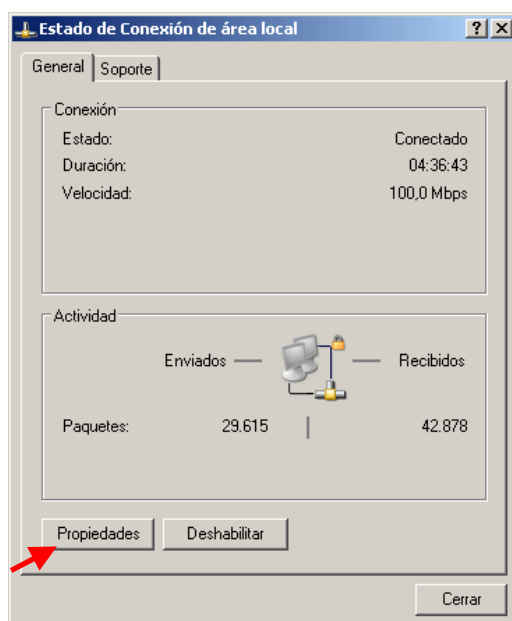 Estado de Conexión de área local
General Soporte
Conexión
Estado: Conectado
Duración: 04:36:43
Velocidad: 100,0 Mbps
Actividad
Enviados — — Recibidos
Paquetes: 29.615 | 42.878
Propiedades Deshabilitar
Cerrar